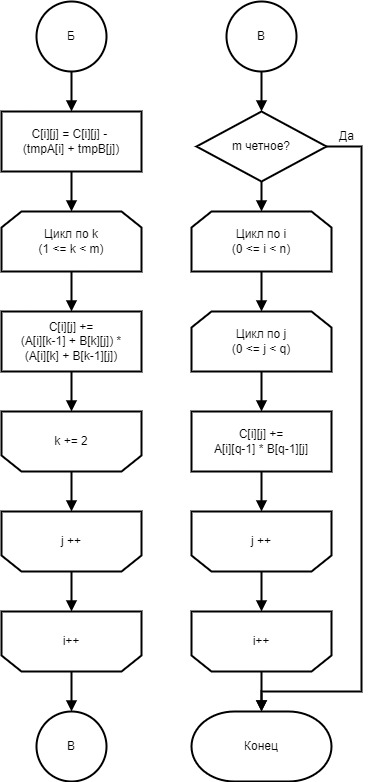 Б
C[i][j] = C[i][j] -
(tmpA[i] + tmpB[j])
Цикл по k
(1 <= k < m)
C[i][j] +=
(A[i][k-1] + B[k][j]) *
(A[i][k] + B[k-1][j])
k += 2
j ++
i++
В
В
m четное?
Да
Цикл по i
(0 <= i < n)
Цикл по j
(0 <= j < q)
C[i][j] +=
A[i][q-1] * B[q-1][j]
j ++
i++
Конец